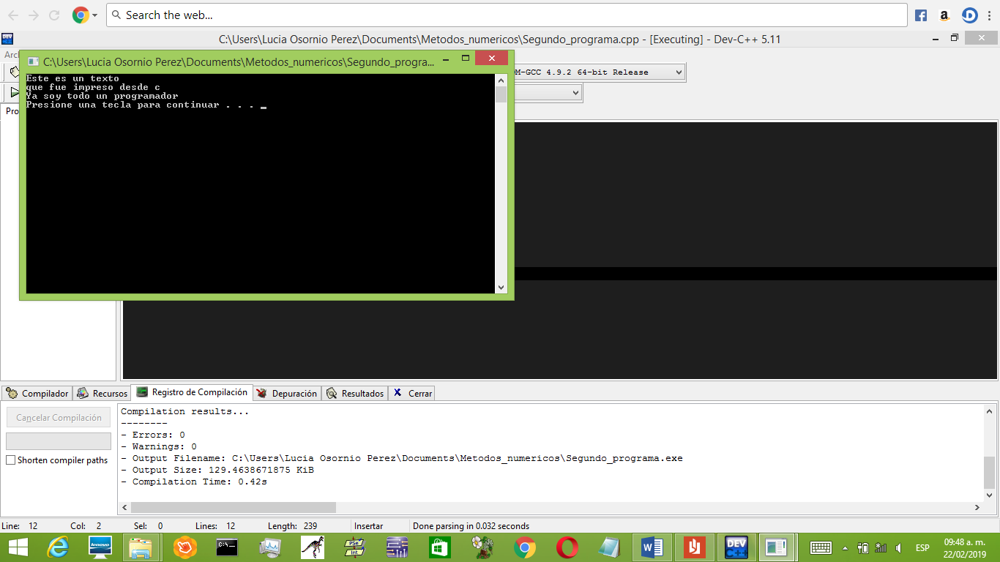 Search the web...
C:\Users\Lucia Osornio Perez\Documents\Metodos_numericos\Segundo_programa.cpp - [Executing] - Dev-C++ 5.11
Arch
C:\Users\Lucia Osornio Perez\Documents\Metodos_numericos\Segundo_progra...
M-GCC 4.9.2 64-bit Release
Este es un texto
que fue impreso desde c
Ya soy todo un programador
Presione una tecla para continuar . . .
Pro
Compilador
Recursos
Registro de Compilación
Depuración
Resultados
Cerrar
Cancelar Compilación
Shorten compiler paths
Compilation results...
--------
- Errors: 0
- Warnings: 0
- Output Filename: C:\Users\Lucia Osornio Perez\Documents\Metodos_numericos\Segundo_programa.exe
- Output Size: 129.4638671875 KiB
- Compilation Time: 0.42s
Line: 12 Col: 2 Sel: 0 Lines: 12 Length: 239 Insertar Done parsing in 0.032 seconds
lenovo
C:\_
PSe
Int
DEV
C++
ESP
09:48 a. m.
22/02/2019